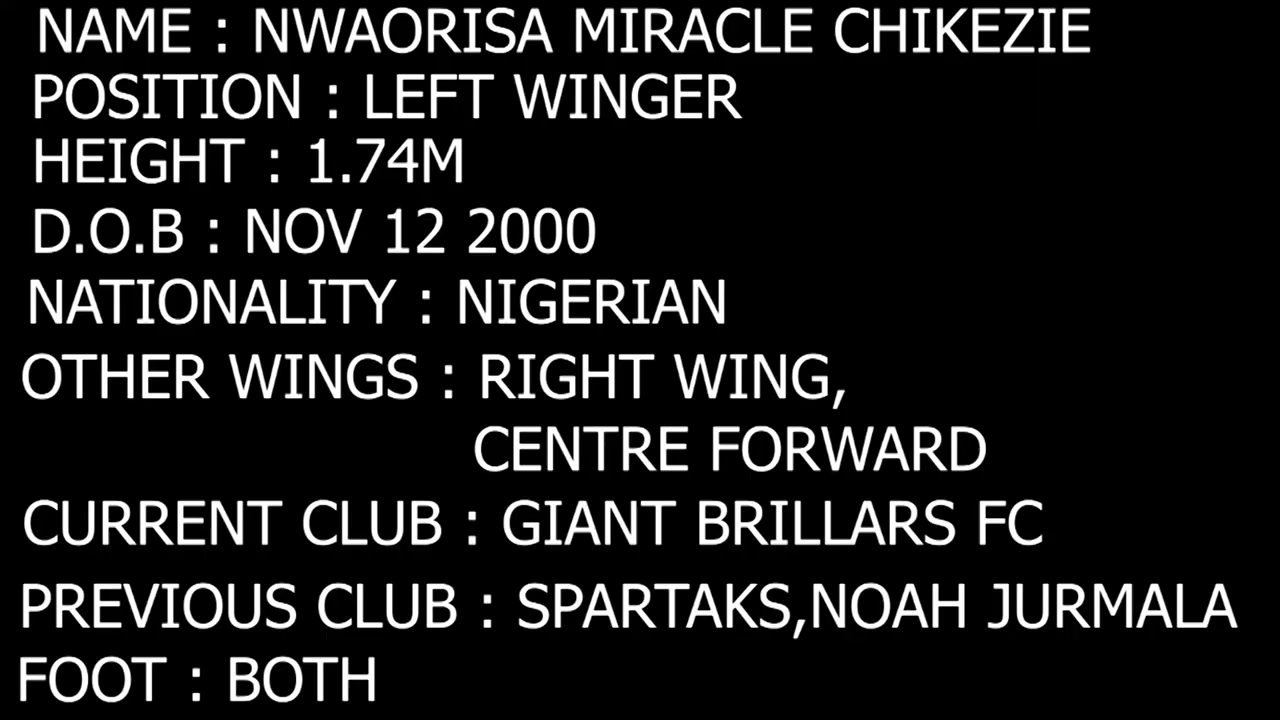 NAME : NWAORISA MIRACLE CHIKEZIE
POSITION : LEFT WINGER
HEIGHT : 1.74M
D.O.B : NOV 12 2000
NATIONALITY : NIGERIAN
OTHER WINGS : RIGHT WING,
CENTRE FORWARD
CURRENT CLUB : GIANT BRILLARS FC
PREVIOUS CLUB : SPARTAKS,NOAH JURMALA
FOOT : BOTH